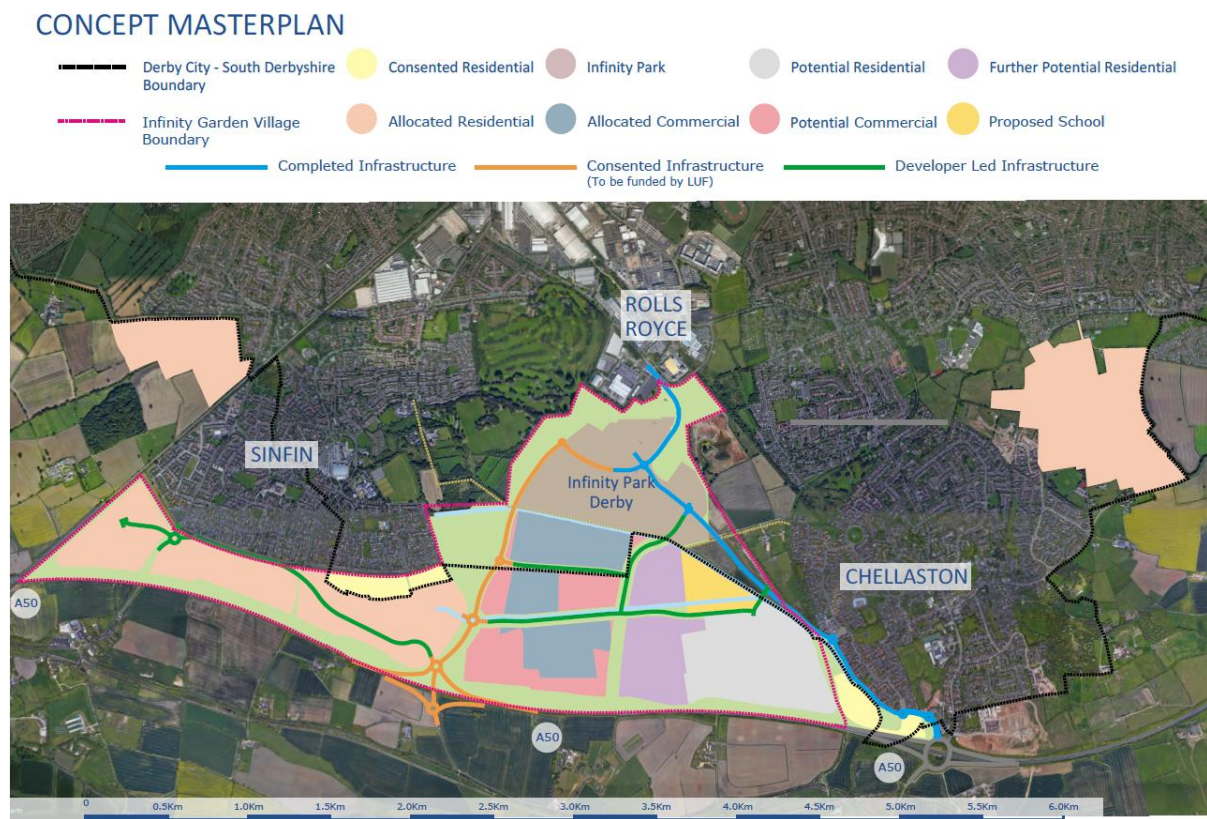 CONCEPT MASTERPLAN
Derby City - South Derbyshire
Boundary
Consented Residential
Infinity Park
Potential Residential
Further Potential Residential
Infinity Garden Village
Boundary
Allocated Residential
Allocated Commercial
Potential Commercial
Proposed School
Completed Infrastructure
Consented Infrastructure
(To be funded by LUF)
Developer Led Infrastructure
ROLLS
ROYCE
SINFIN
Infinity Park
Derby
CHELLASTON
A50
A50
A50
0 0.5Km 1.0Km 1.5Km 2.0Km 2.5Km 3.0Km 3.5Km 4.0Km 4.5Km 5.0Km 5.5Km 6.0Km